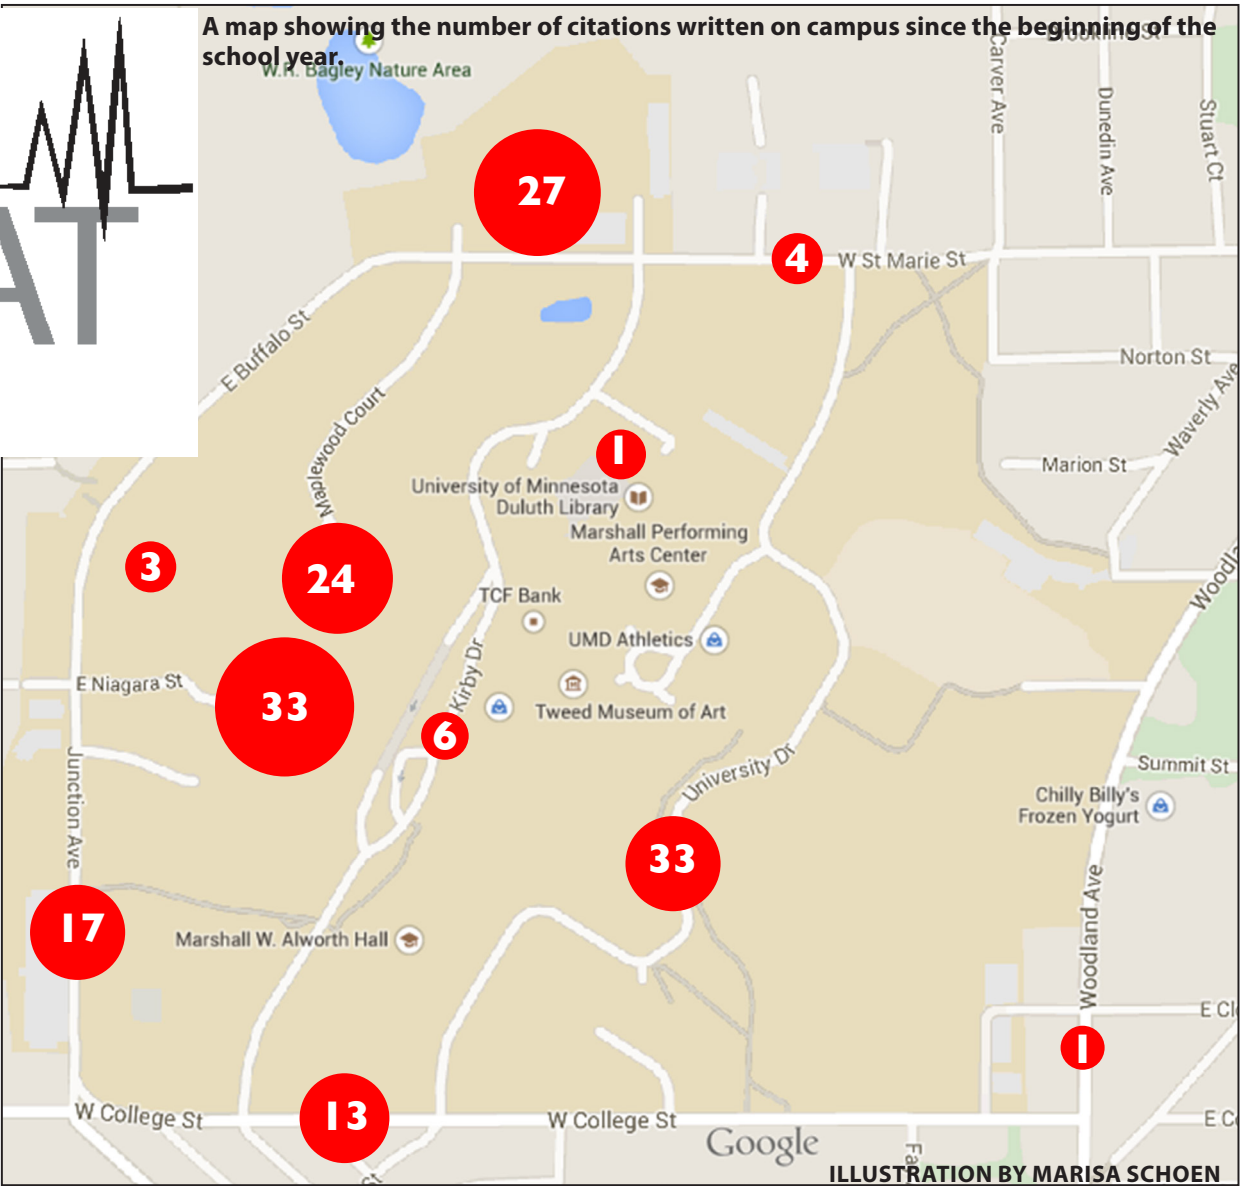 A map showing the number of citations written on campus since the beginning of the
school year.
W.R. Bagley Nature Area
AT
Carver Ave
Dunedin Ave
Stuart Ct
27
4
W St Marie St
E Buffalo St
Norton St
Waverly Ave
Maplewood Court
1
Marion St
University of Minnesota
Duluth Library
Marshall Performing
Arts Center
3
24
TCF Bank
UMD Athletics
Kirby Dr
E Niagara St
33
6
Tweed Museum of Art
University Dr
Junction Ave
Summit St
Chilly Billy's
Frozen Yogurt
33
17
Marshall W. Alworth Hall
Woodland Ave
1
W College St
13
W College St
Google
ILLUSTRATION BY MARISA SCHOEN